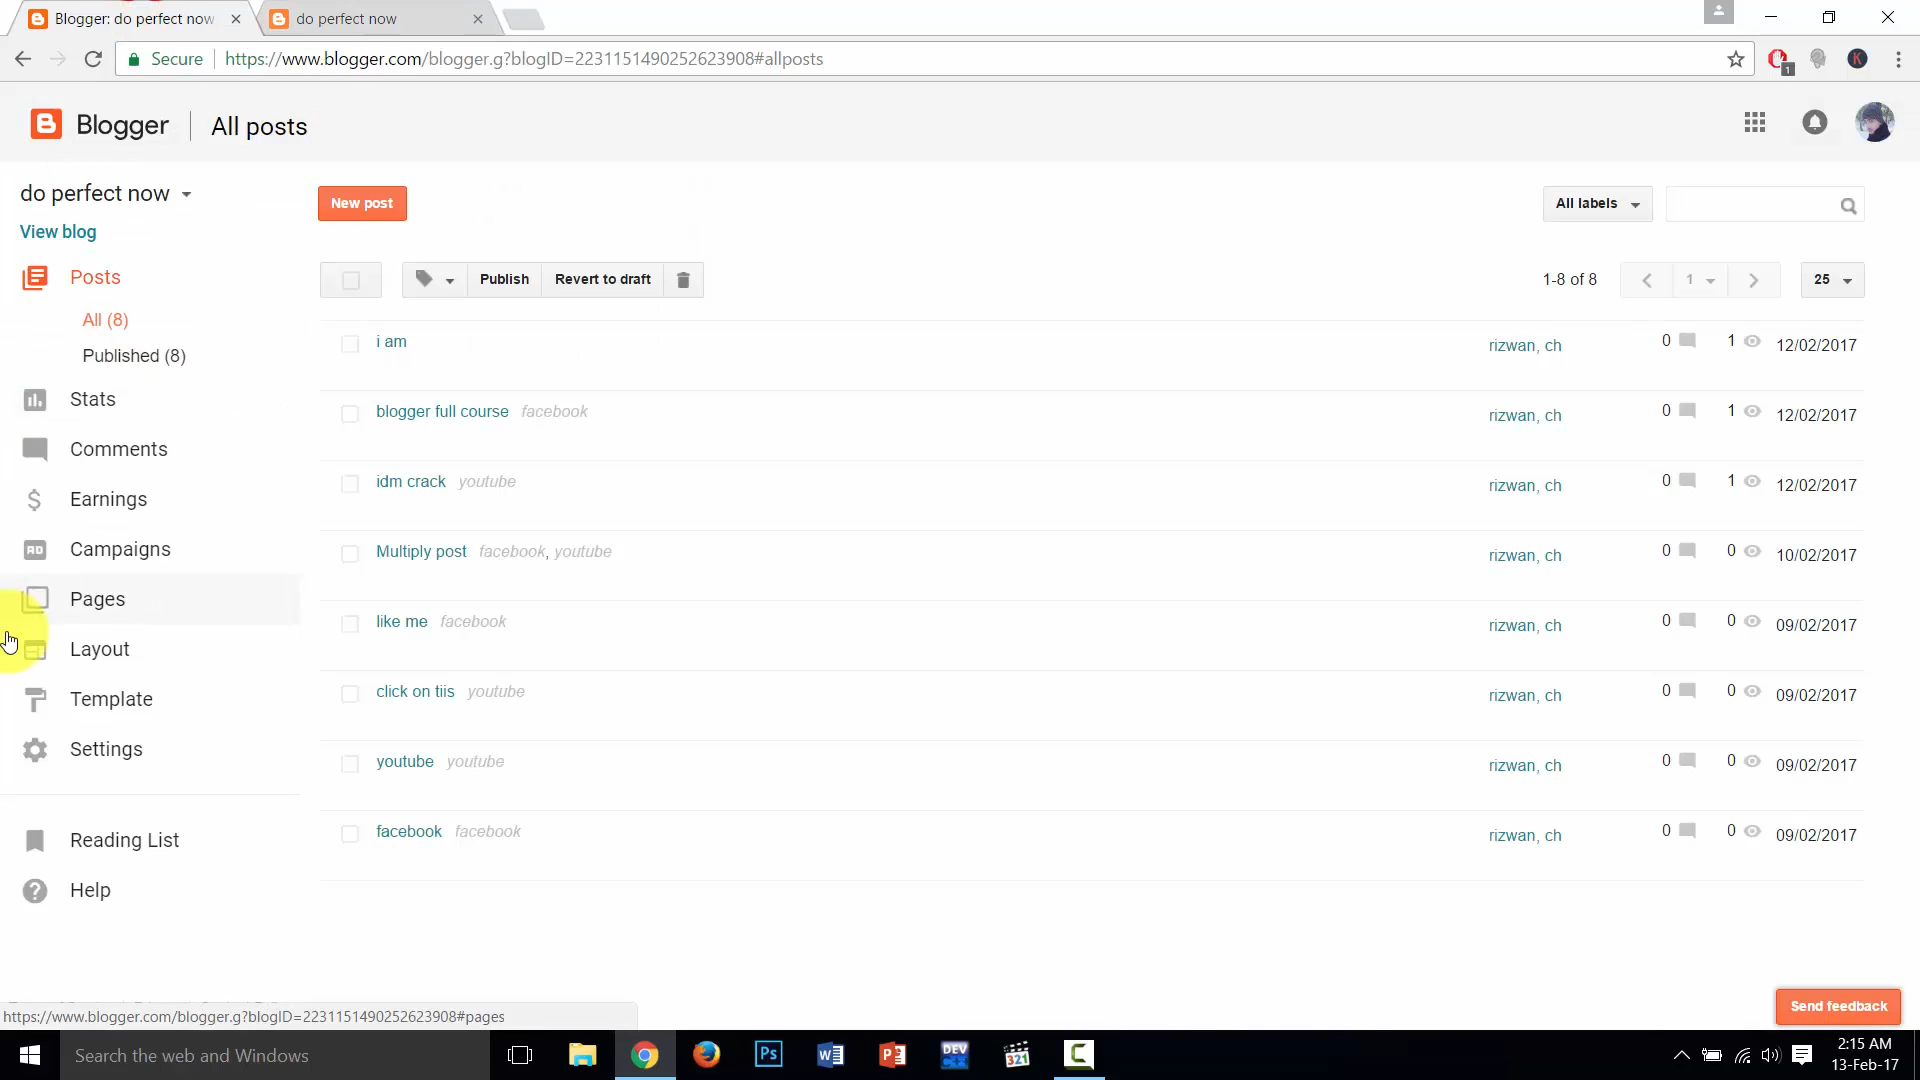 Blogger: do perfect now
do perfect now
Secure https://www.blogger.com/blogger.g?blogID=2231151490252623908#allposts
1
K
Blogger All posts
do perfect now
View blog
New post
All labels
Posts
All (8)
Published (8)
Stats
Comments
Earnings
Campaigns
Pages
Layout
Template
Settings
Reading List
Help
Publish Revert to draft
1-8 of 8 1 25
i am rizwan, ch 0 1 12/02/2017
blogger full course facebook rizwan, ch 0 1 12/02/2017
idm crack youtube rizwan, ch 0 1 12/02/2017
Multiply post facebook, youtube rizwan, ch 0 0 10/02/2017
like me facebook rizwan, ch 0 0 09/02/2017
click on tiis youtube rizwan, ch 0 0 09/02/2017
youtube youtube rizwan, ch 0 0 09/02/2017
facebook facebook rizwan, ch 0 0 09/02/2017
Send feedback
https://www.blogger.com/blogger.g?blogID=2231151490252623908#pages
Search the web and Windows
Ps
DEV
321
2:15 AM
13-Feb-17